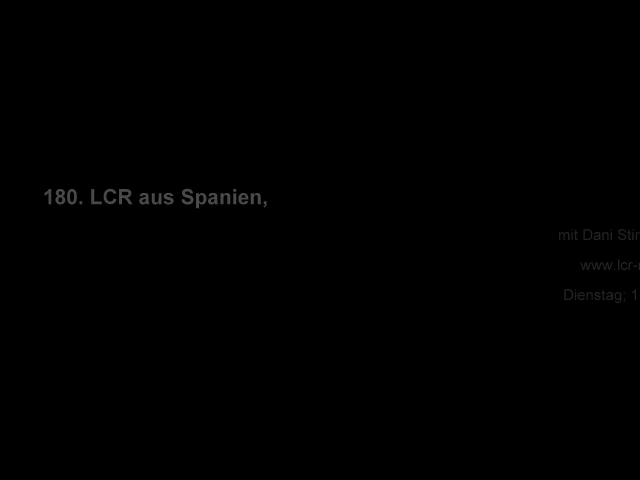 180. LCR aus Spanien,
mit Dani
www.lcr-
Dienstag; 1